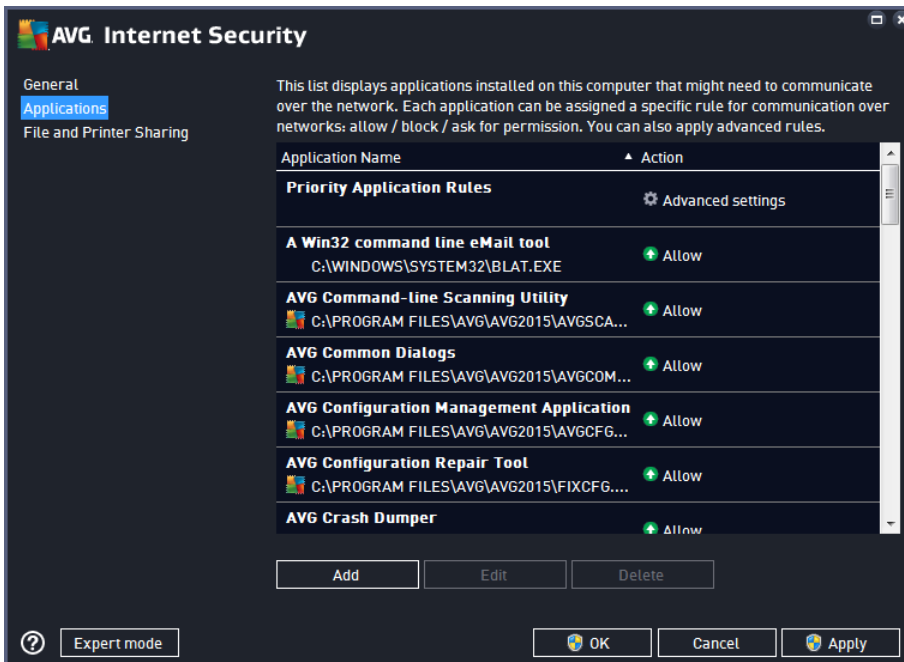 AVG Internet Security
General
Applications
File and Printer Sharing
This list displays applications installed on this computer that might need to communicate
over the network. Each application can be assigned a specific rule for communication over
networks: allow / block / ask for permission. You can also apply advanced rules.
Application Name Action
Priority Application Rules
Advanced settings
A Win32 command line eMail tool
C:\WINDOWS\SYSTEM32\BLAT.EXE
Allow
AVG Command-line Scanning Utility
C:\PROGRAM FILES\AVG\AVG2015\AVGSCA...
Allow
AVG Common Dialogs
C:\PROGRAM FILES\AVG\AVG2015\AVGCOM...
Allow
AVG Configuration Management Application
C:\PROGRAM FILES\AVG\AVG2015\AVGCFG...
Allow
AVG Configuration Repair Tool
C:\PROGRAM FILES\AVG\AVG2015\FIXCFG....
Allow
AVG Crash Dumper
Allow
Add Edit Delete
? Expert mode OK Cancel Apply